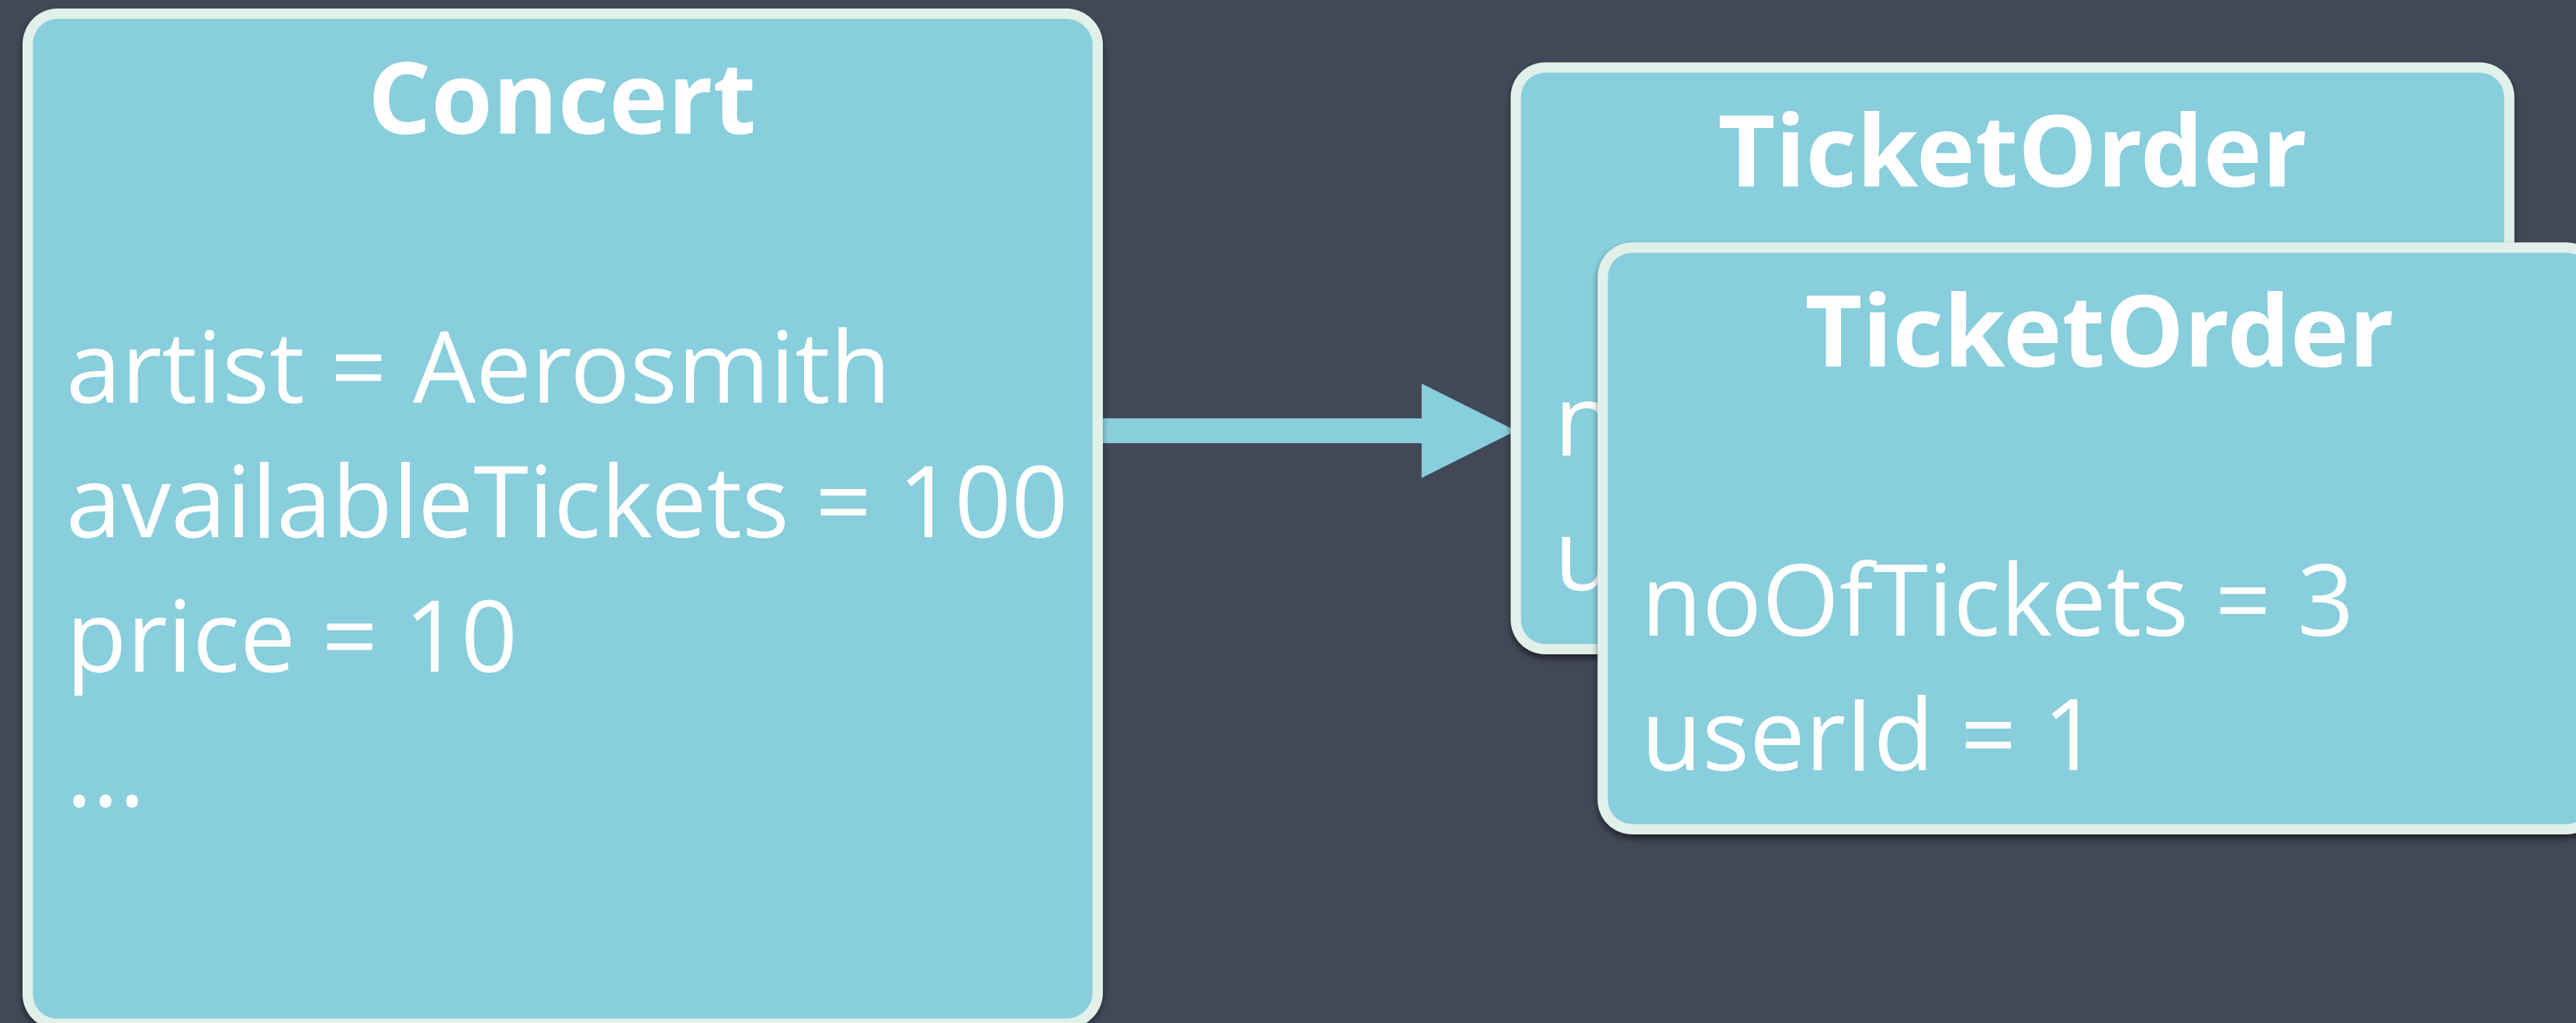 Concert
artist = Aerosmith
availableTickets = 100
price = 10
...
TicketOrder
TicketOrder
noOfTickets = 3
userId = 1